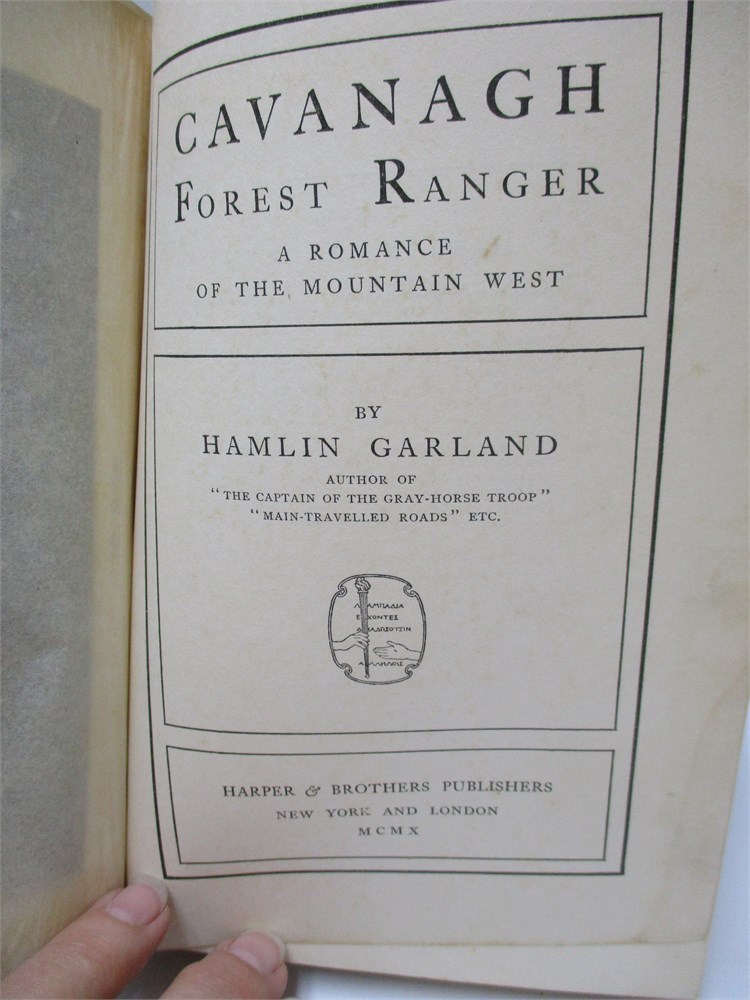 CAVANAGH
FOREST RANGER
A ROMANCE
OF THE MOUNTAIN WEST
BY
HAMLIN GARLAND
AUTHOR OF
"THE CAPTAIN OF THE GRAY-HORSE TROOP"
"MAIN-TRAVELLED ROADS" ETC.
HARPER & BROTHERS PUBLISHERS
NEW YORK AND LONDON
MCMX